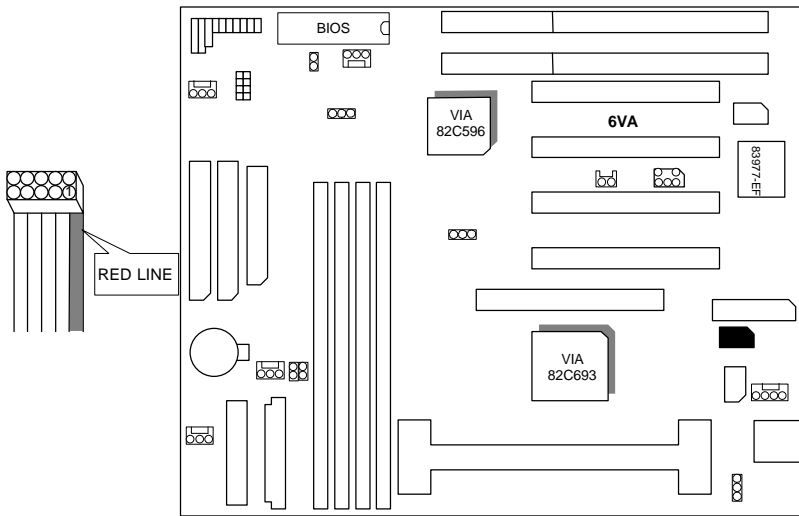 BIOS
VIA
82C596
6VA
83977-EF
1
RED LINE
VIA
82C693